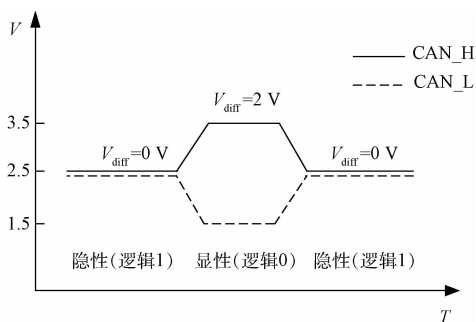 V
CAN_H
CAN_L
V_diff=2 V
3.5
V_diff=0 V
V_diff=0 V
2.5
1.5
隐性(逻辑1)
显性(逻辑0)
隐性(逻辑1)
T